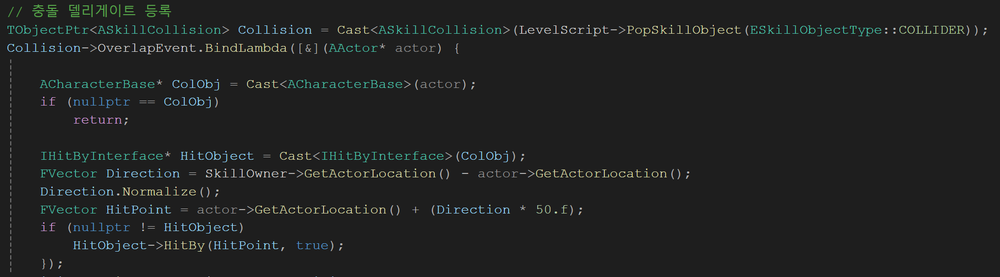 // 충돌 델리게이트 등록
TObjectPtr<ASkillCollision> Collision = Cast<ASkillCollision>(LevelScript->PopSkillObject(ESkillObjectType::COLLIDER));
Collision->OverlapEvent.BindLambda([&](AActor* actor) {
ACharacterBase* ColObj = Cast<ACharacterBase>(actor);
if (nullptr == ColObj)
return;
IHitByInterface* HitObject = Cast<IHitByInterface>(ColObj);
FVector Direction = SkillOwner->GetActorLocation() - actor->GetActorLocation();
Direction.Normalize();
FVector HitPoint = actor->GetActorLocation() + (Direction * 50.f);
if (nullptr != HitObject)
HitObject->HitBy(HitPoint, true);
});